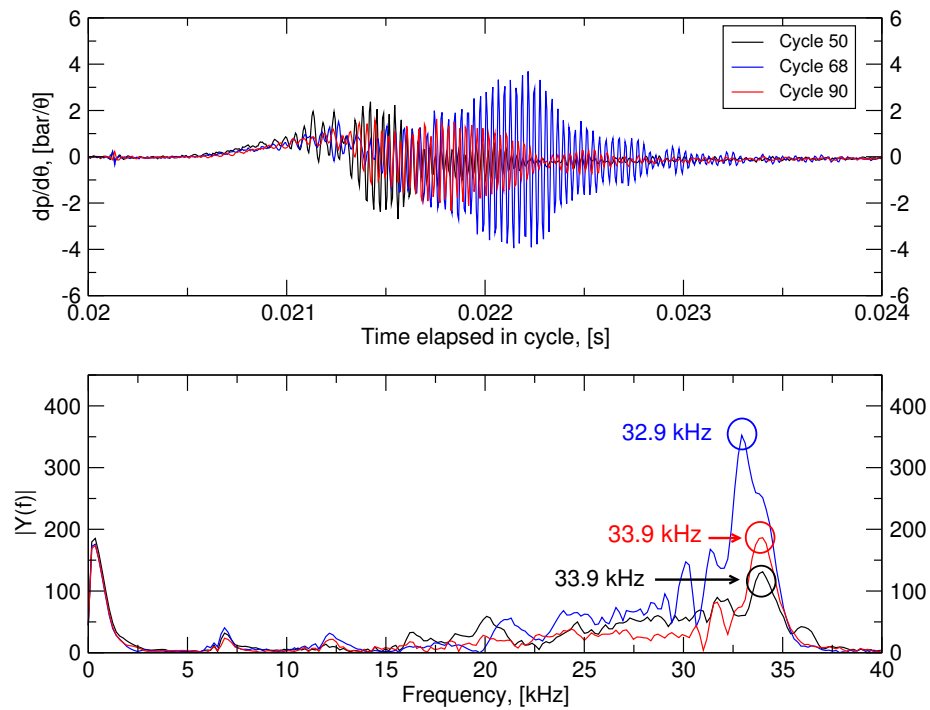 6 6
Cycle 50
4 4
Cycle 68
Cycle 90
2 2
0 0
-2 -2
-4 -4
-6 -6
dp/dθ, [bar/θ]
0.02 0.021 0.022 0.023 0.024
Time elapsed in cycle, [s]
400 400
32.9 kHz
300 300
200 200
33.9 kHz
33.9 kHz
100 100
0 0
|Y(f)|
0 5 10 15 20 25 30 35 40
Frequency, [kHz]